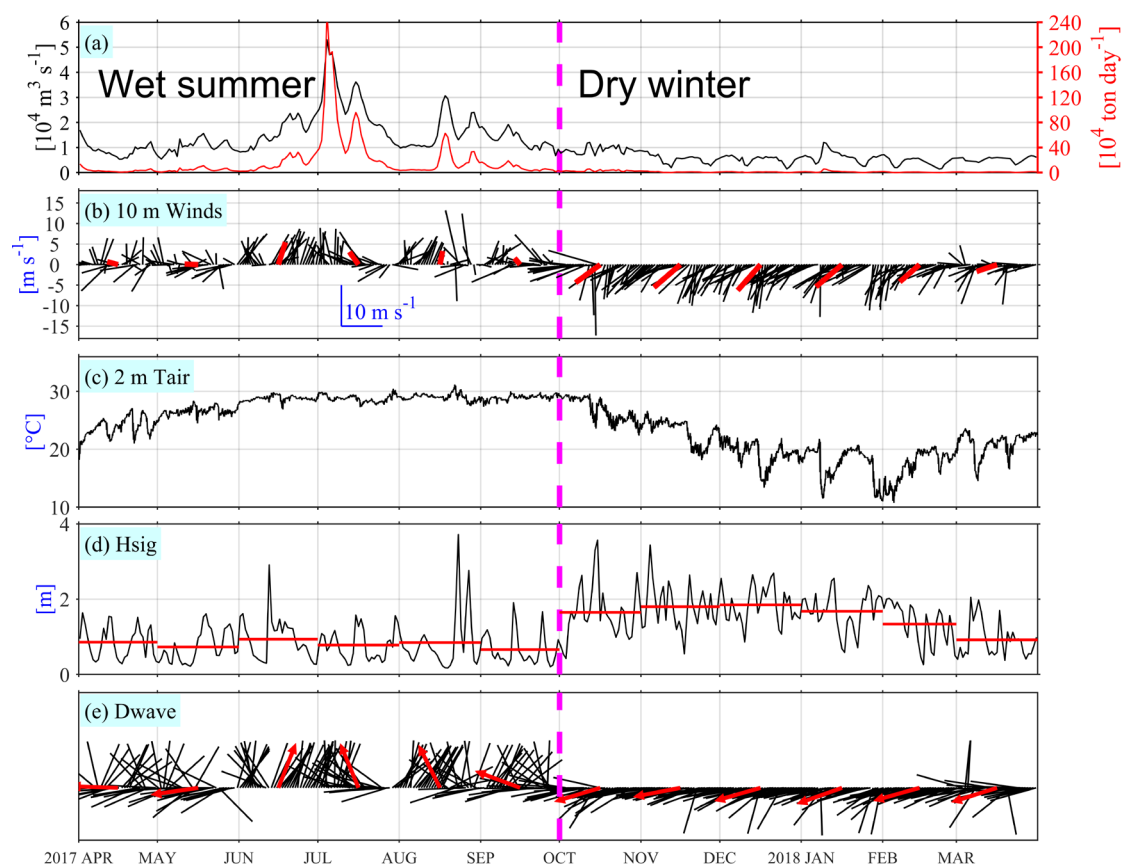 (a)
Wet summer
Dry winter
[10⁴ m³ s⁻¹]
6
5
4
3
2
1
0
240
200
160
120
80
40
0
[10⁴ ton day⁻¹]
(b) 10 m Winds
[m s⁻¹]
15
10
5
0
-5
-10
-15
10 m s⁻¹
(c) 2 m Tair
[°C]
30
20
10
(d) Hsig
[m]
4
2
0
(e) Dwave
2017 APR MAY JUN JUL AUG SEP OCT NOV DEC 2018 JAN FEB MAR